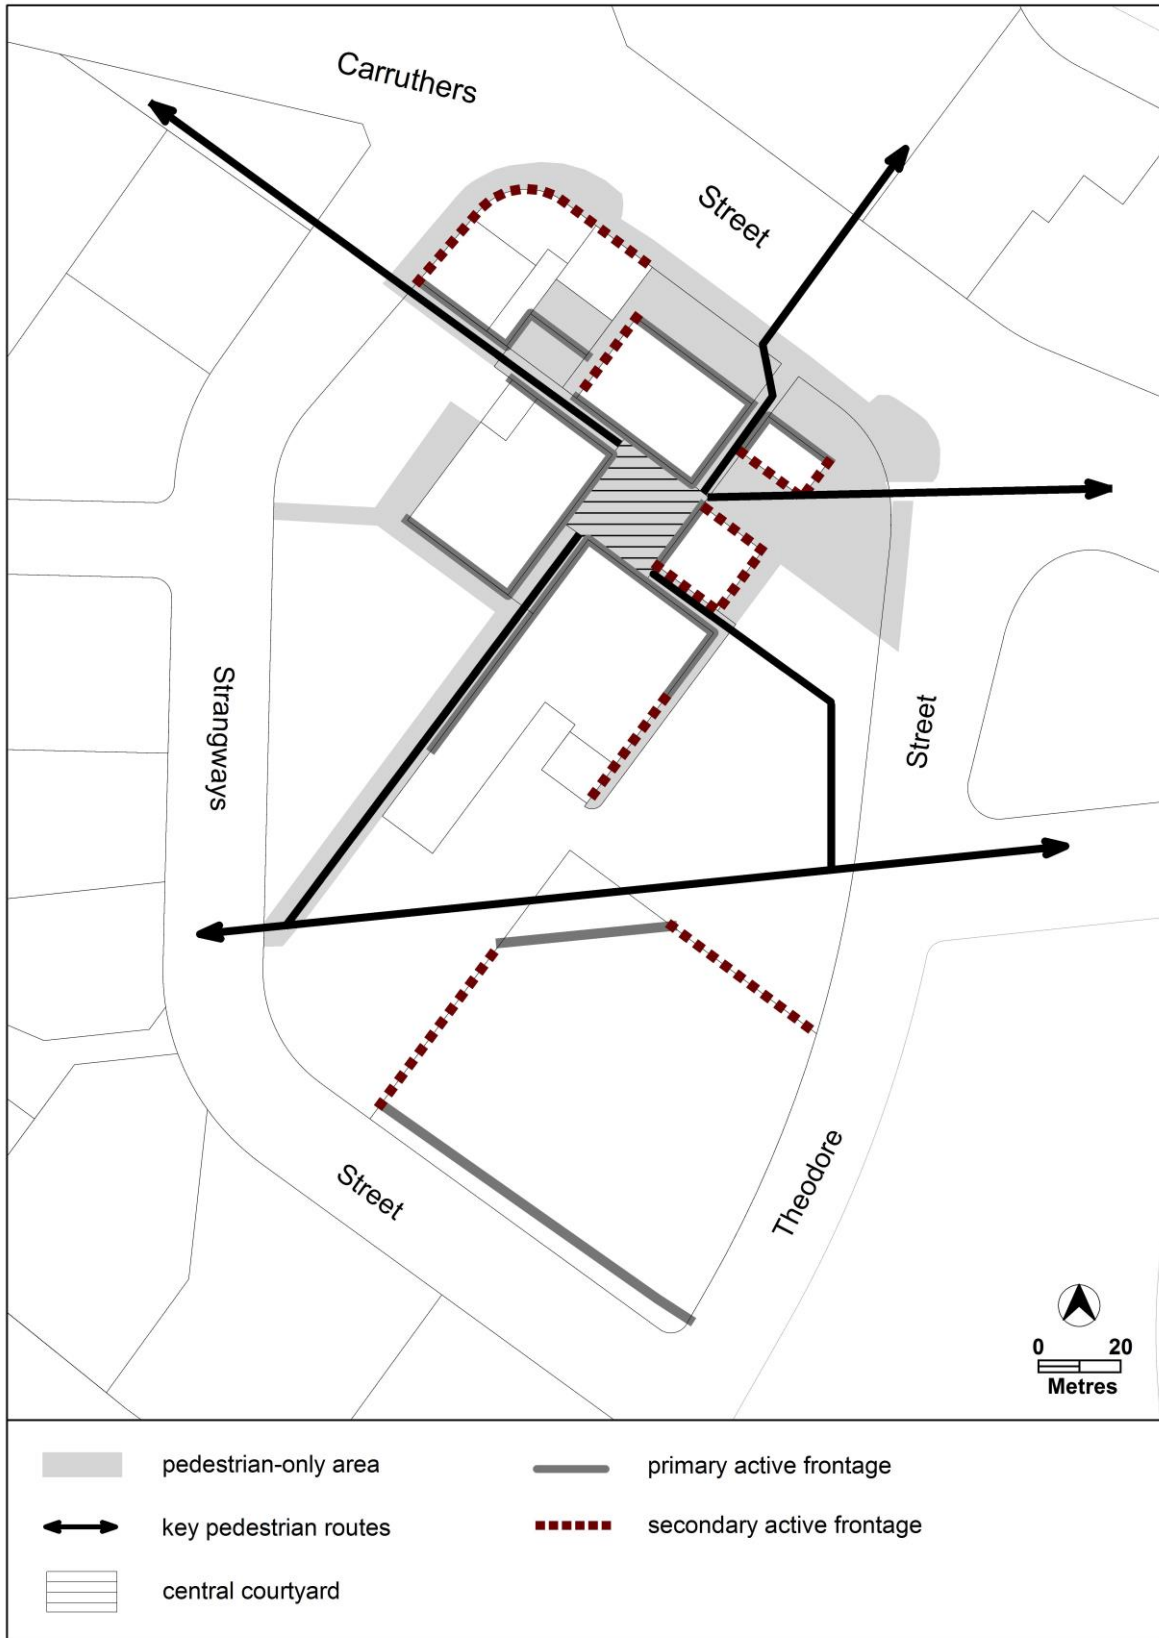 Carruthers
Street
Strangways
Street
Theodore
Street
0 20
Metres
pedestrian-only area
primary active frontage
key pedestrian routes
secondary active frontage
central courtyard